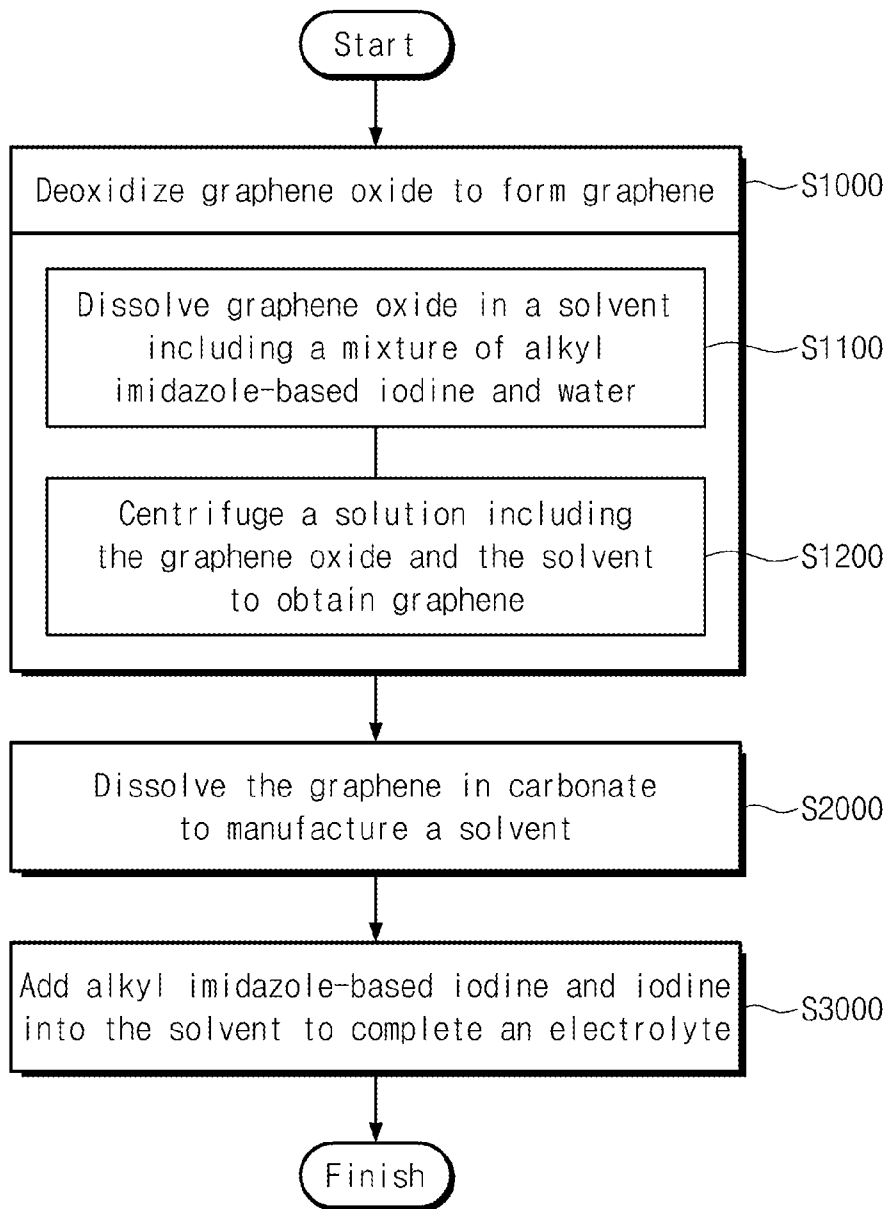 Start
Deoxidize graphene oxide to form graphene
S1000
Dissolve graphene oxide in a solvent
including a mixture of alkyl
imidazole-based iodine and water
S1100
Centrifuge a solution including
the graphene oxide and the solvent
to obtain graphene
S1200
Dissolve the graphene in carbonate
to manufacture a solvent
S2000
Add alkyl imidazole-based iodine and iodine
into the solvent to complete an electrolyte
S3000
Finish